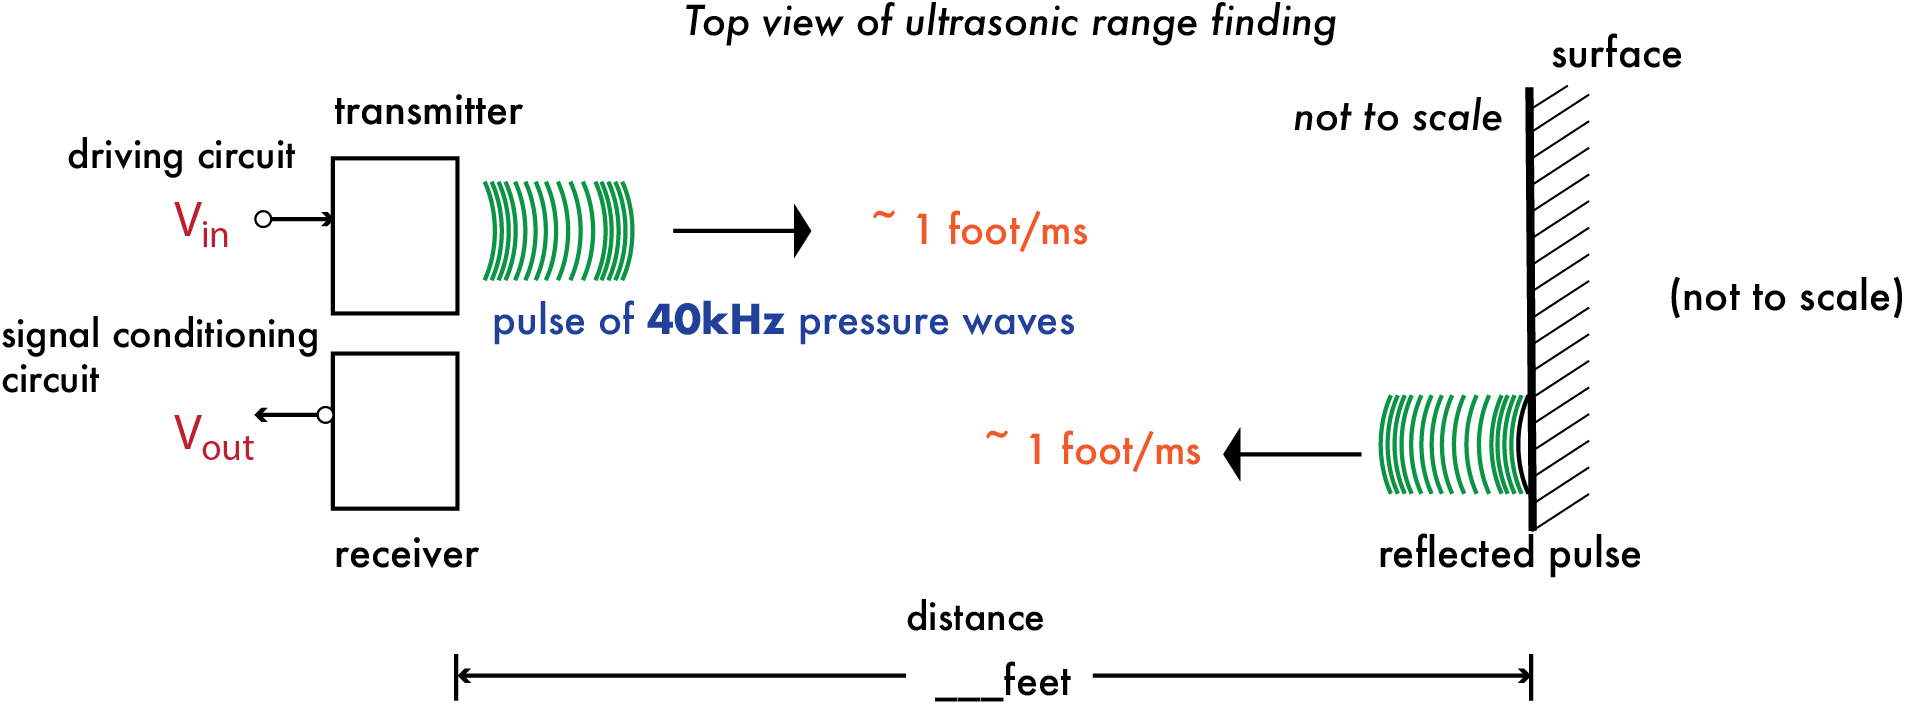 Top view of ultrasonic range finding
surface
transmitter
not to scale
driving circuit
Vin
~ 1 foot/ms
(not to scale)
pulse of 40kHz pressure waves
signal conditioning
circuit
Vout
~ 1 foot/ms
receiver
reflected pulse
distance
___feet